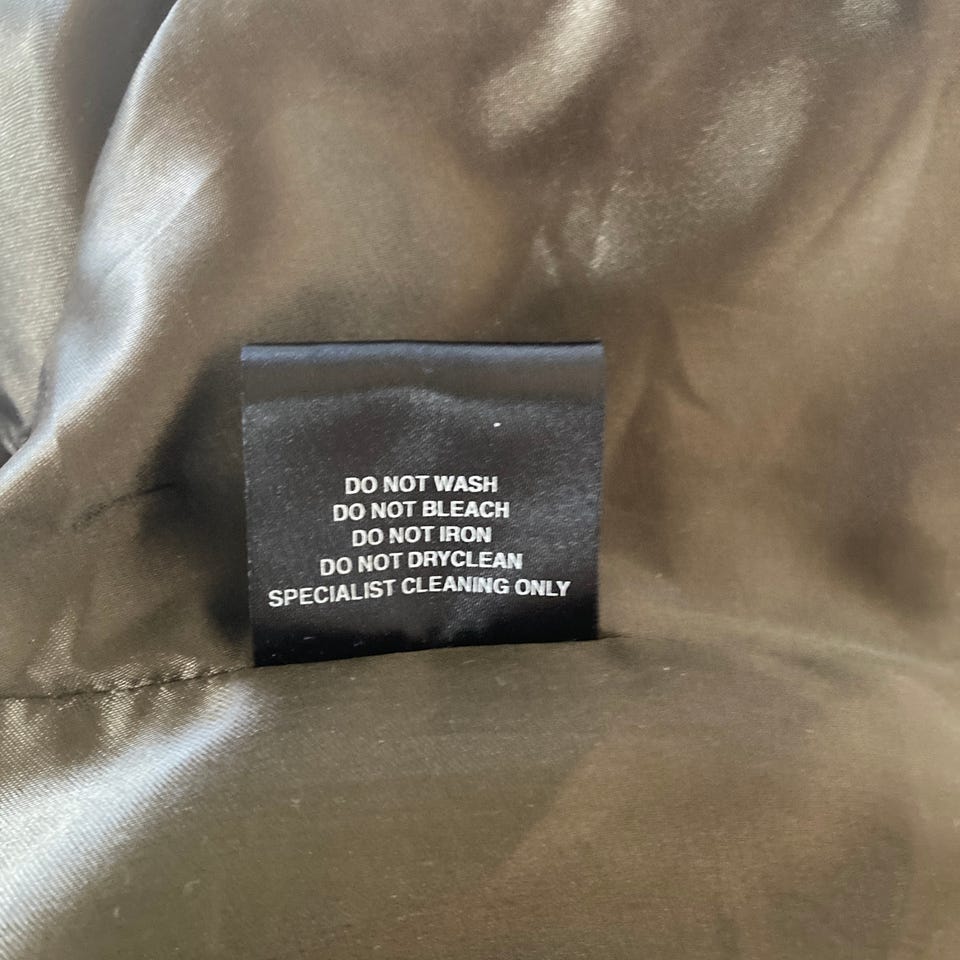 DO NOT WASH
DO NOT BLEACH
DO NOT IRON
DO NOT DRYCLEAN
SPECIALIST CLEANING ONLY